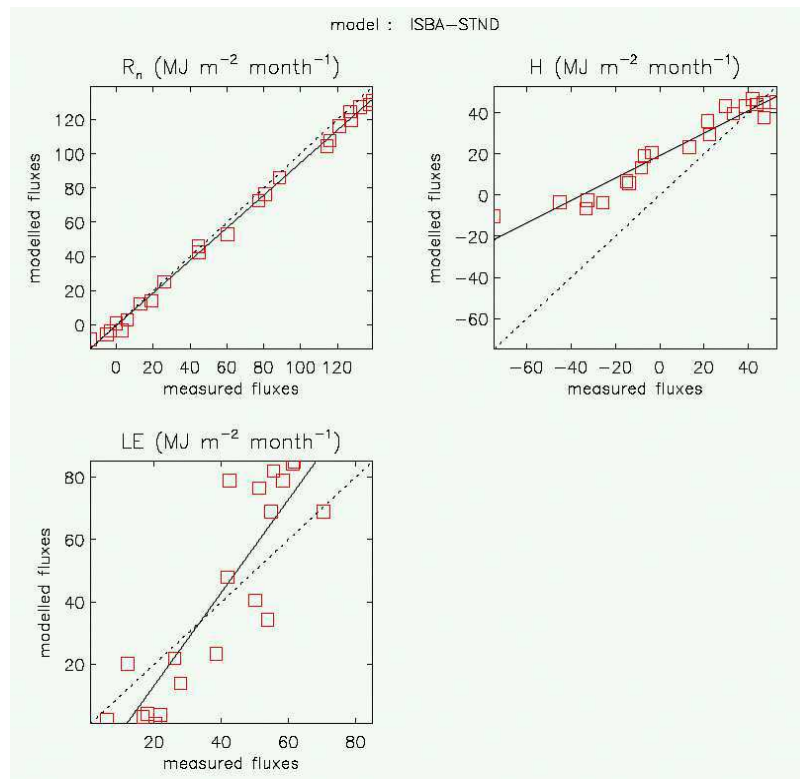 model :  ISBA−STND
Rₙ (MJ m⁻² month⁻¹)
modelled fluxes
120
100
80
60
40
20
0
0 20 40 60 80 100 120
measured fluxes
H (MJ m⁻² month⁻¹)
modelled fluxes
40
20
0
−20
−40
−60
−60 −40 −20 0 20 40
measured fluxes
LE (MJ m⁻² month⁻¹)
modelled fluxes
80
60
40
20
20 40 60 80
measured fluxes